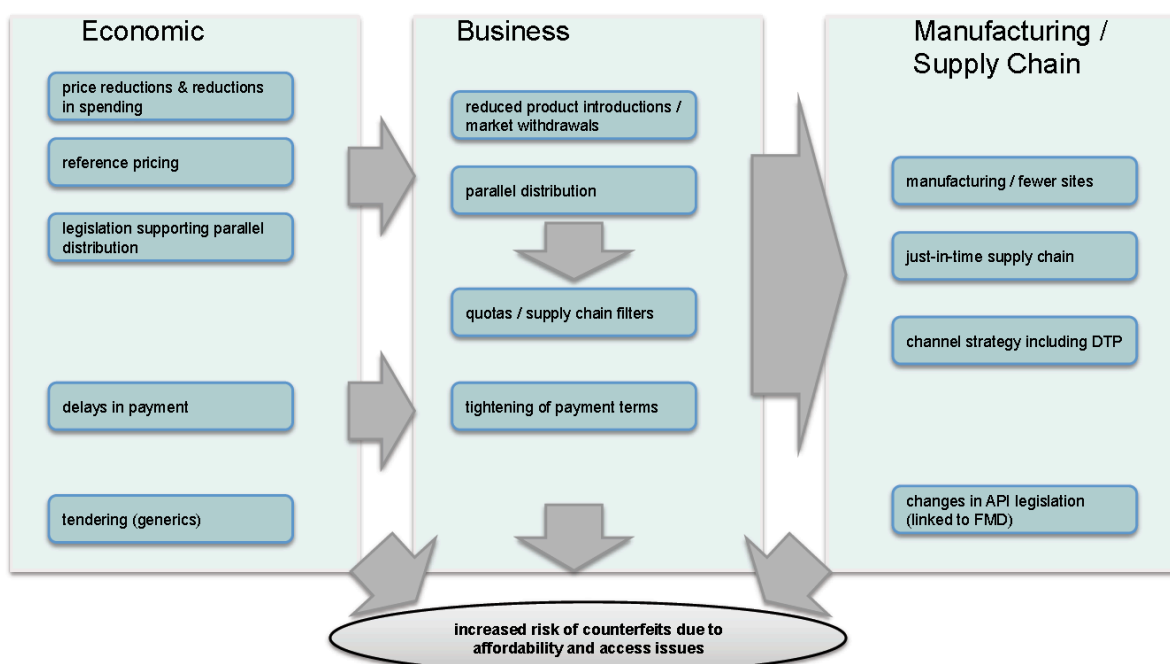 Economic
price reductions & reductions
in spending
reference pricing
legislation supporting parallel
distribution
delays in payment
tendering (generics)
Business
reduced product introductions /
market withdrawals
parallel distribution
quotas / supply chain filters
tightening of payment terms
Manufacturing /
Supply Chain
manufacturing / fewer sites
just-in-time supply chain
channel strategy including DTP
changes in API legislation
(linked to FMD)
increased risk of counterfeits due to
affordability and access issues